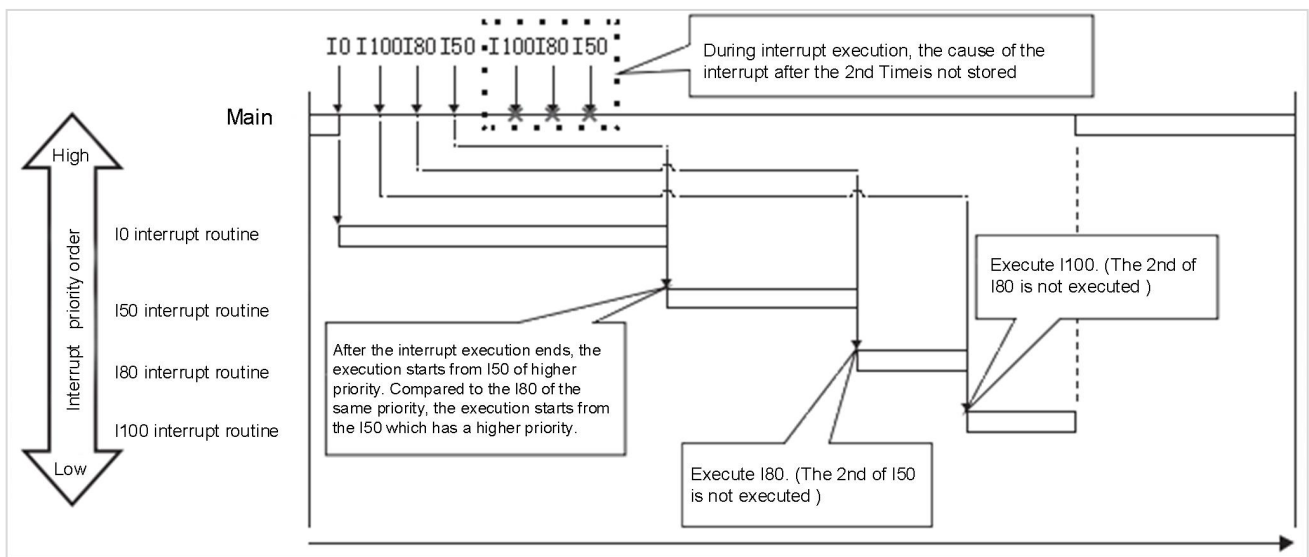 I0 I100I80 I50 I100I80 I50
During interrupt execution, the cause of the
interrupt after the 2nd Timeis not stored
Main
High
Interrupt priority order
Low
I0 interrupt routine
I50 interrupt routine
I80 interrupt routine
I100 interrupt routine
After the interrupt execution ends, the
execution starts from I50 of higher
priority. Compared to the I80 of the
same priority, the execution starts from
the I50 which has a higher priority.
Execute I80. (The 2nd of I50
is not executed )
Execute I100. (The 2nd of
I80 is not executed )